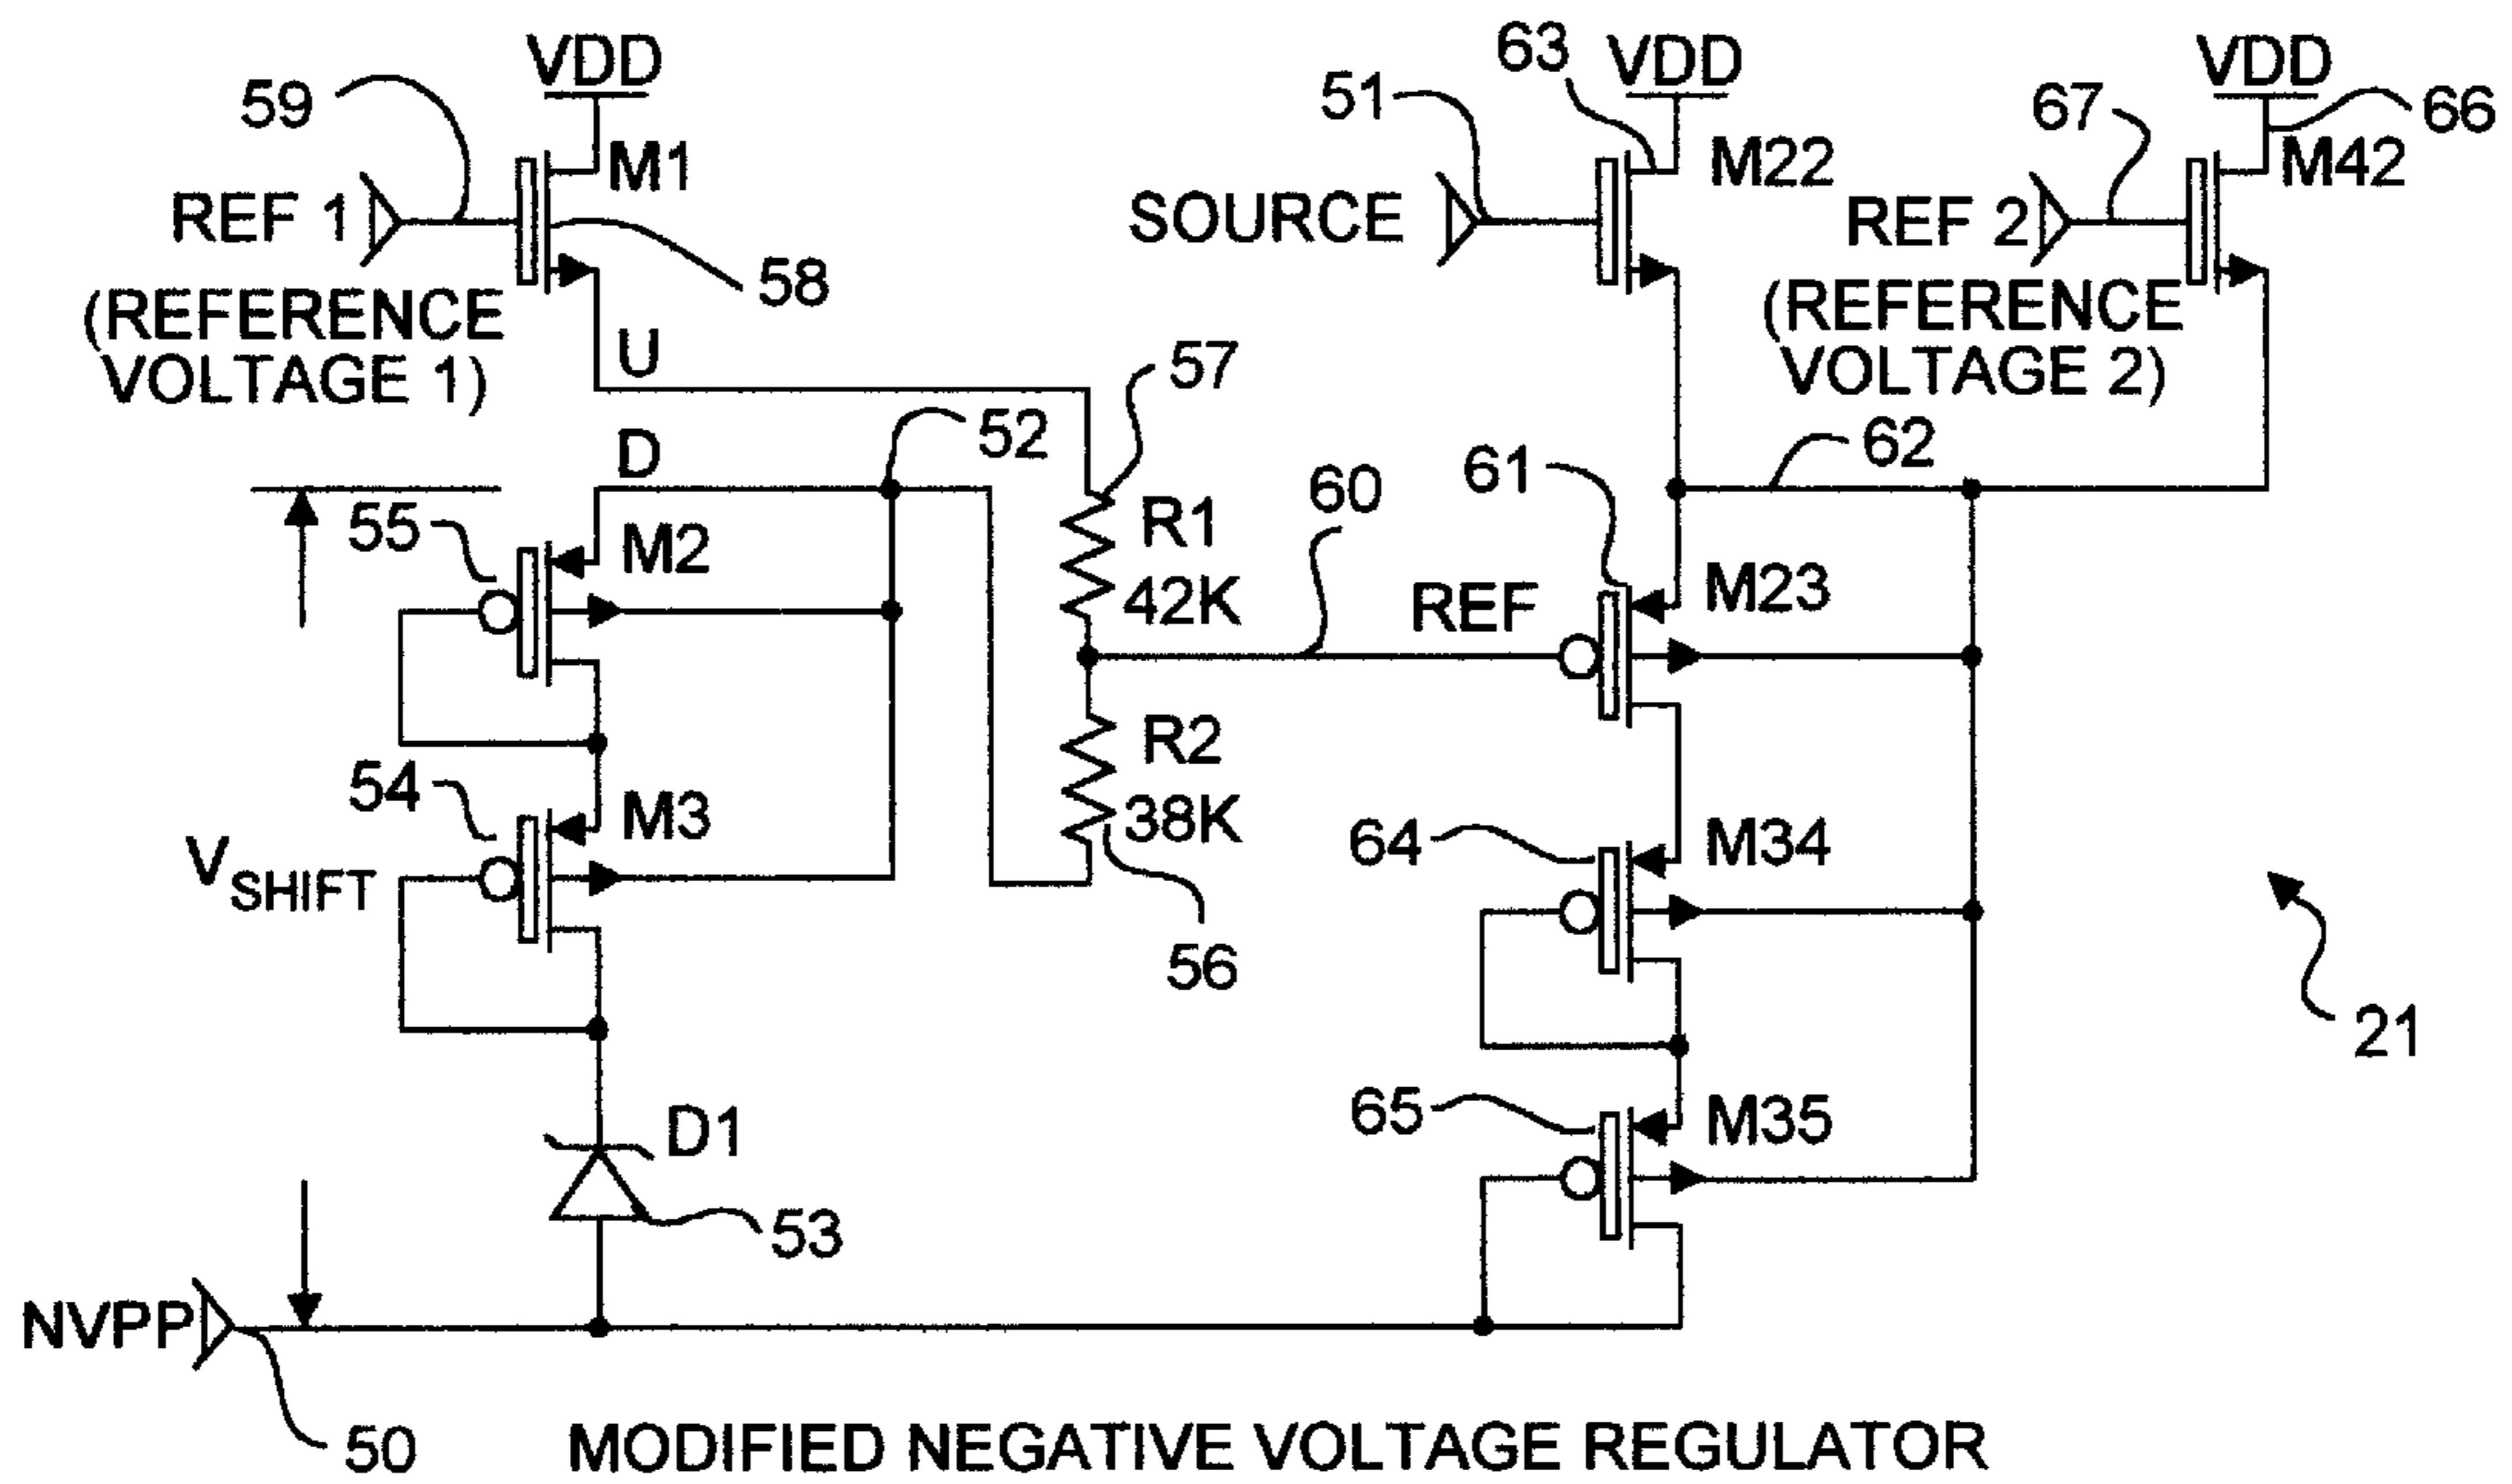 VDD
63
VDD
VDD
59
51
67
66
M1
M22
M42
REF 1
SOURCE
REF 2
58
(REFERENCE
VOLTAGE 1)
(REFERENCE
VOLTAGE 2)
U
57
52
D
61
62
60
55
M2
R1
42K
REF
M23
54
M3
R2
38K
64
M34
VSHIFT
56
21
65
M35
D1
53
NVPP
50
MODIFIED NEGATIVE VOLTAGE REGULATOR